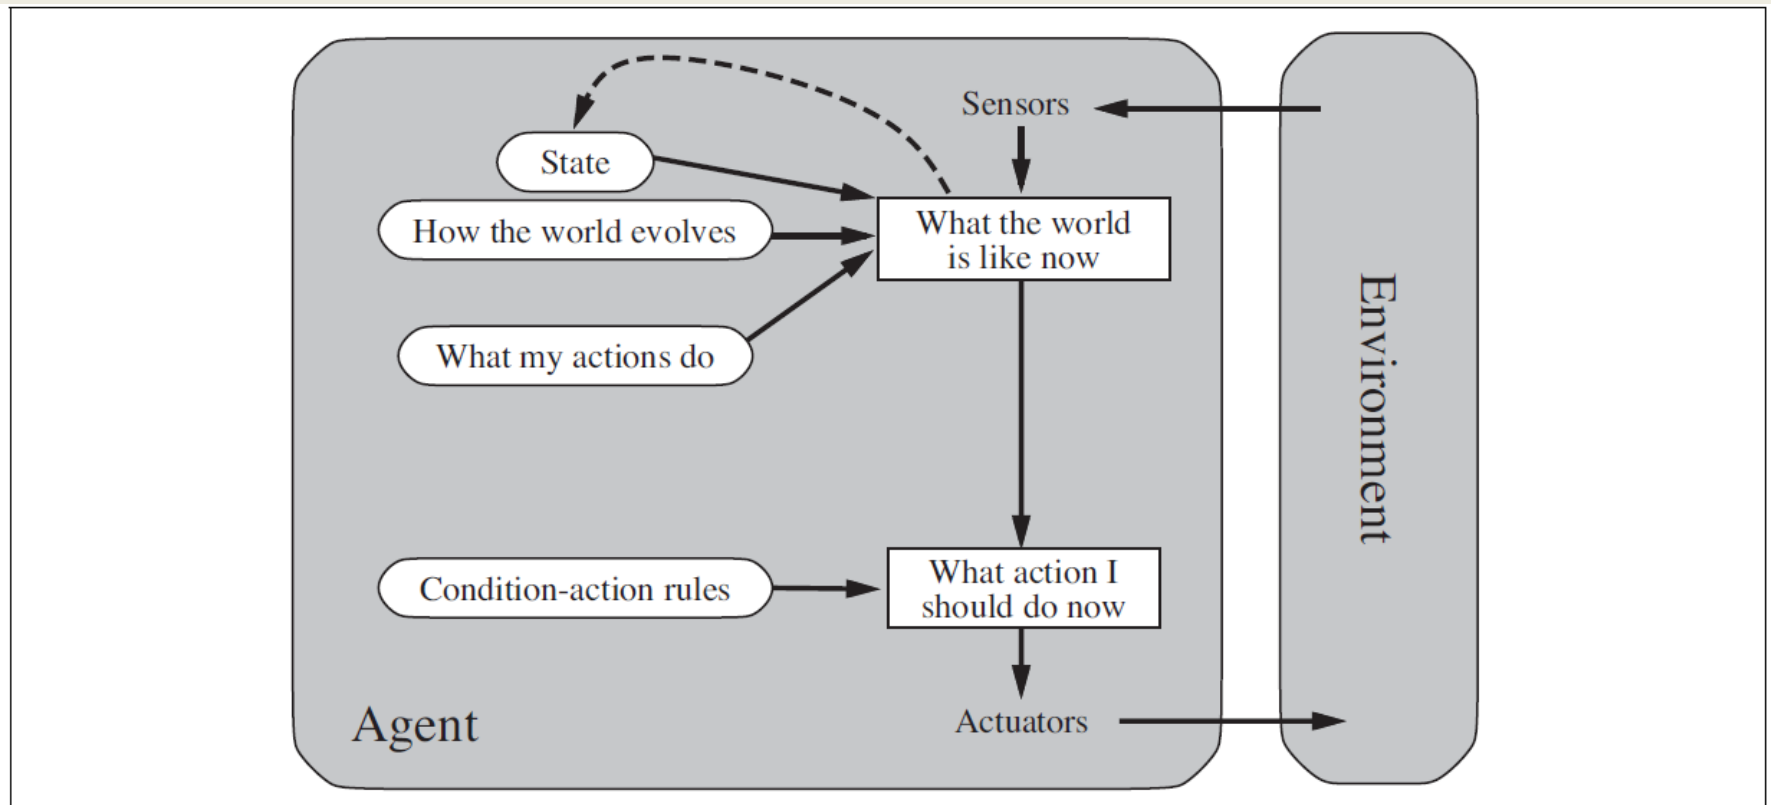 Sensors
State
What the world
is like now
How the world evolves
What my actions do
Condition-action rules
What action I
should do now
Agent
Actuators
Environment